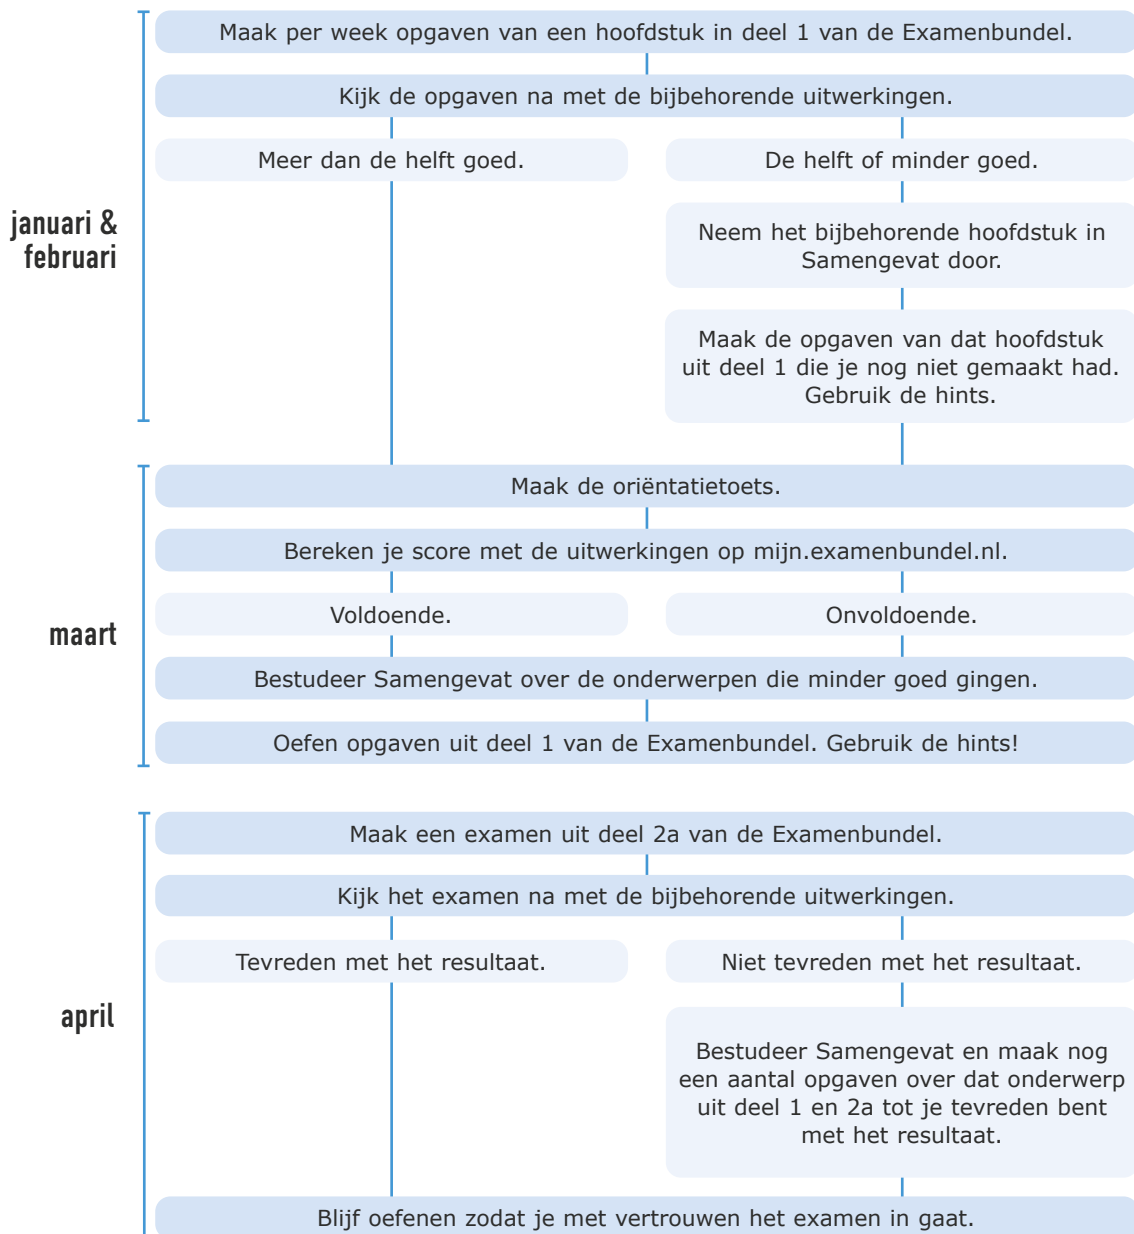 Maak per week opgaven van een hoofdstuk in deel 1 van de Examenbundel.
Kijk de opgaven na met de bijbehorende uitwerkingen.
Meer dan de helft goed.
De helft of minder goed.
januari &
februari
Neem het bijbehorende hoofdstuk in
Samengevat door.
Maak de opgaven van dat hoofdstuk
uit deel 1 die je nog niet gemaakt had.
Gebruik de hints.
Maak de oriëntatietoets.
Bereken je score met de uitwerkingen op mijn.examenbundel.nl.
Voldoende.
Onvoldoende.
maart
Bestudeer Samengevat over de onderwerpen die minder goed gingen.
Oefen opgaven uit deel 1 van de Examenbundel. Gebruik de hints!
Maak een examen uit deel 2a van de Examenbundel.
Kijk het examen na met de bijbehorende uitwerkingen.
Tevreden met het resultaat.
Niet tevreden met het resultaat.
april
Bestudeer Samengevat en maak nog
een aantal opgaven over dat onderwerp
uit deel 1 en 2a tot je tevreden bent
met het resultaat.
Blijf oefenen zodat je met vertrouwen het examen in gaat.